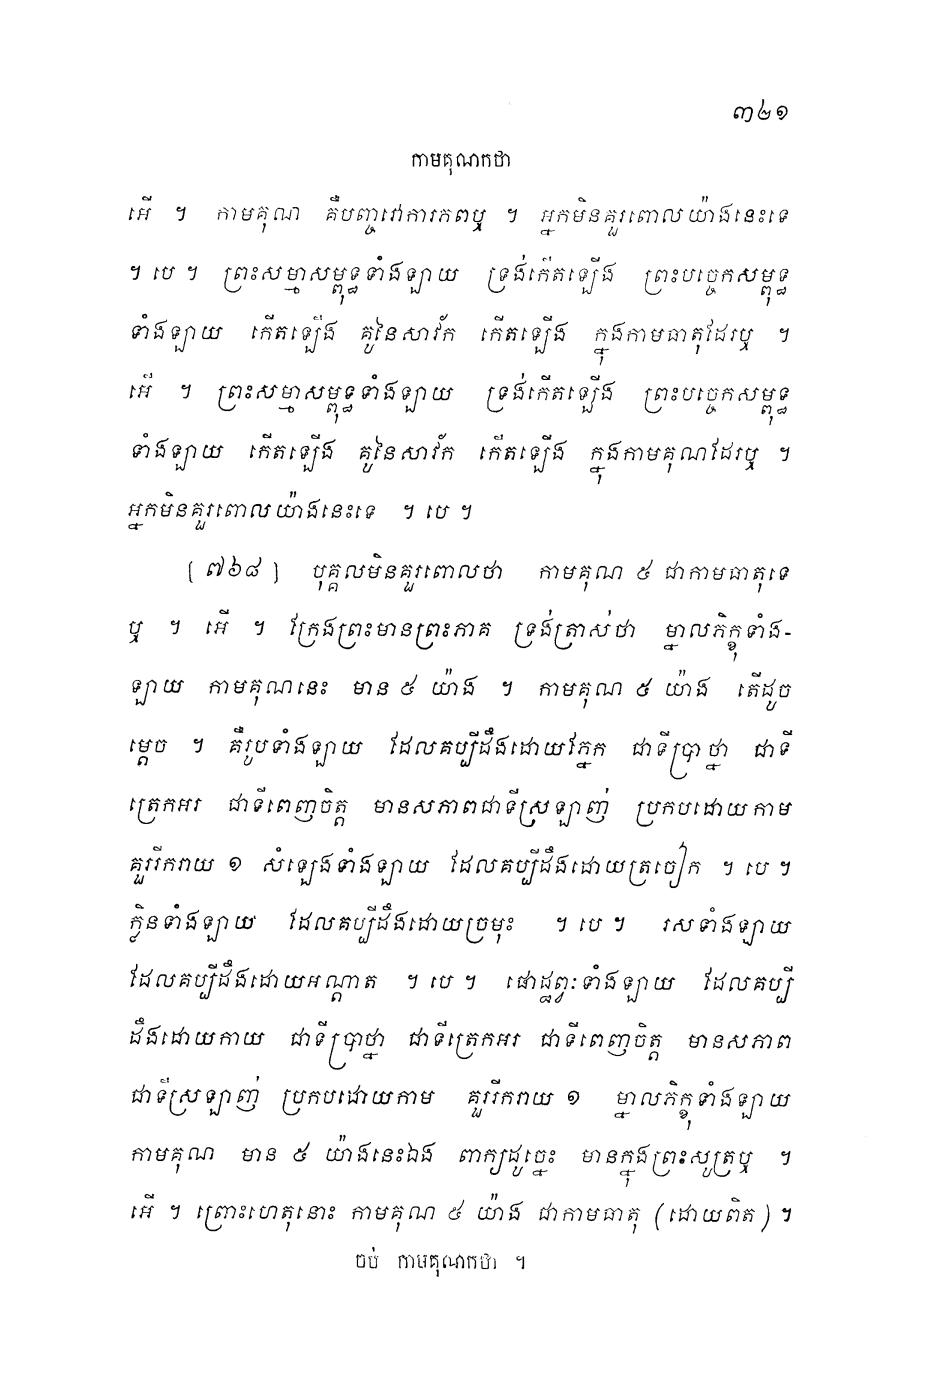 ៣២១
កាមគុណកថា
អើ ។ កាមគុណ គឺបញ្ចវោការភពឬ ។ អ្នកមិនគួរពោលយ៉ាងនេះទេ
។ បេ ។ ព្រះសម្មាសម្ពុទ្ធទាំងឡាយ ទ្រង់កើតឡើង ព្រះបច្ចេកសម្ពុទ្ធ
ទាំងឡាយ កើតឡើង គូនៃសាវ័ក កើតឡើង ក្នុងកាមធាតុដែរឬ ។
អើ ។ ព្រះសម្មាសម្ពុទ្ធទាំងឡាយ ទ្រង់កើតឡើង ព្រះបច្ចេកសម្ពុទ្ធ
ទាំងឡាយ កើតឡើង គូនៃសាវ័ក កើតឡើង ក្នុងកាមគុណដែរឬ ។
អ្នកមិនគួរពោលយ៉ាងនេះទេ ។ បេ ។
[៧៦៨] បុគ្គលមិនគួរពោលថា កាមគុណ ៥ ជាកាមធាតុទេ
ឬ ។ អើ ។ ក្រែងព្រះមានព្រះភាគ ទ្រង់ត្រាស់ថា ម្នាលភិក្ខុទាំង-
ឡាយ កាមគុណនេះ មាន ៥ យ៉ាង ។ កាមគុណ ៥ យ៉ាង តើដូច
ម្តេច ។ គឺរូបទាំងឡាយ ដែលគប្បីដឹងដោយភ្នែក ជាទីប្រាថ្នា ជាទី
ត្រេកអរ ជាទីពេញចិត្ត មានសភាពជាទីស្រឡាញ់ ប្រកបដោយកាម
គួររីករាយ ១ សំឡេងទាំងឡាយ ដែលគប្បីដឹងដោយត្រចៀក ។ បេ ។
ក្លិនទាំងឡាយ ដែលគប្បីដឹងដោយច្រមុះ ។ បេ ។ រសទាំងឡាយ
ដែលគប្បីដឹងដោយអណ្តាត ។ បេ ។ ផោដ្ឋព្វៈទាំងឡាយ ដែលគប្បី
ដឹងដោយកាយ ជាទីប្រាថ្នា ជាទីត្រេកអរ ជាទីពេញចិត្ត មានសភាព
ជាទីស្រឡាញ់ ប្រកបដោយកាម គួររីករាយ ១ ម្នាលភិក្ខុទាំងឡាយ
កាមគុណ មាន ៥ យ៉ាងនេះឯង ពាក្យដូច្នេះ មានក្នុងព្រះសូត្រឬ ។
អើ ។ ព្រោះហេតុនោះ កាមគុណ ៥ យ៉ាង ជាកាមធាតុ (ដោយពិត) ។
ចប់ កាមគុណកថា ។